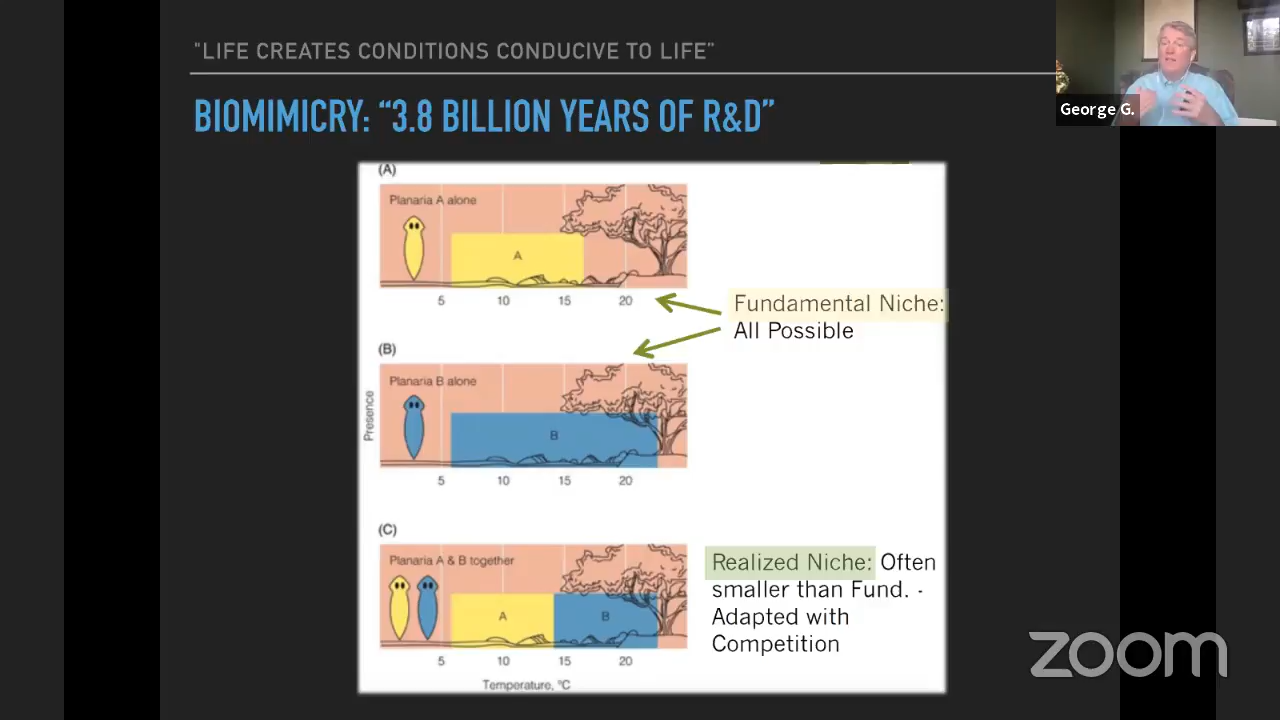 "LIFE CREATES CONDITIONS CONDUCIVE TO LIFE"
BIOMIMICRY: “3.8 BILLION YEARS OF R&D”
George G.
(A)
Planaria A alone
A
5 10 15 20
Fundamental Niche:
All Possible
(B)
Planaria B alone
B
Presence
5 10 15 20
(C)
Planaria A & B together
A B
5 10 15 20
Temperature, °C
Realized Niche: Often
smaller than Fund. -
Adapted with
Competition
zoom